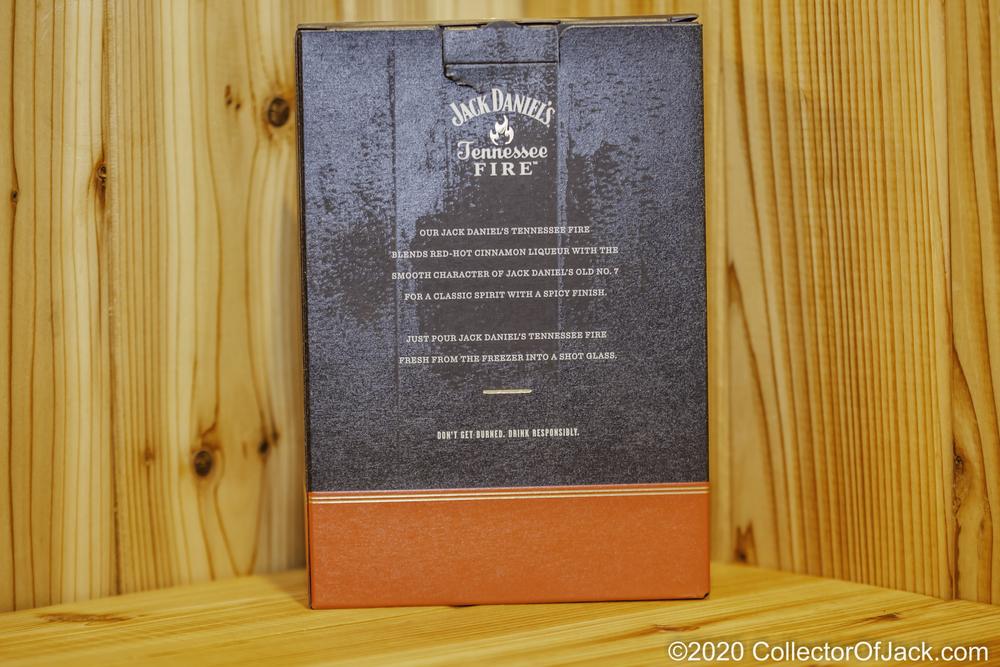 JACK DANIEL'S
Tennessee
FIRE™
OUR JACK DANIEL'S TENNESSEE FIRE
BLENDS RED-HOT CINNAMON LIQUEUR WITH THE
SMOOTH CHARACTER OF JACK DANIEL'S OLD NO. 7
FOR A CLASSIC SPIRIT WITH A SPICY FINISH.
JUST POUR JACK DANIEL'S TENNESSEE FIRE
FRESH FROM THE FREEZER INTO A SHOT GLASS.
DON'T GET BURNED. DRINK RESPONSIBLY.
©2020 CollectorOfJack.com